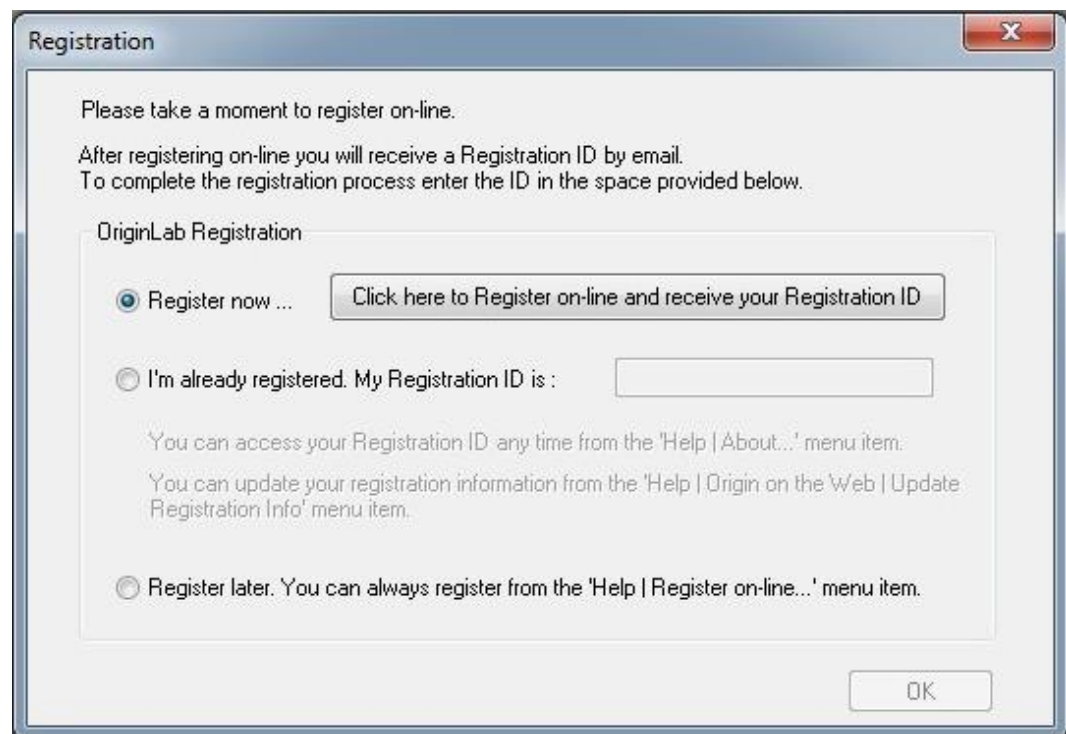 Registration
Please take a moment to register on-line.
After registering on-line you will receive a Registration ID by email.
To complete the registration process enter the ID in the space provided below.
OriginLab Registration
Register now ...
Click here to Register on-line and receive your Registration ID
I'm already registered. My Registration ID is :
You can access your Registration ID any time from the 'Help | About...' menu item.
You can update your registration information from the 'Help | Origin on the Web | Update
Registration Info' menu item.
Register later. You can always register from the 'Help | Register on-line...' menu item.
OK